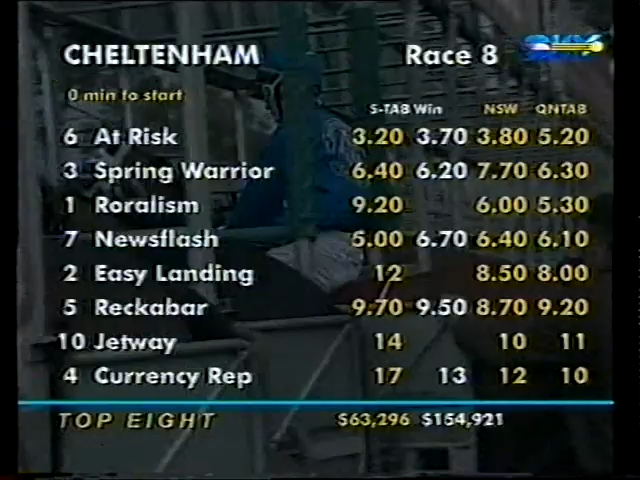 CHELTENHAM Race 8 SKY
0 min to start
S-TAB Win NSW QNTAB
6 At Risk 3.20 3.70 3.80 5.20
3 Spring Warrior 6.40 6.20 7.70 6.30
1 Roralism 9.20 6.00 5.30
7 Newsflash 5.00 6.70 6.40 6.10
2 Easy Landing 12 8.50 8.00
5 Reckabar 9.70 9.50 8.70 9.20
10 Jetway 14 10 11
4 Currency Rep 17 13 12 10
TOP EIGHT $63,296 $154,921